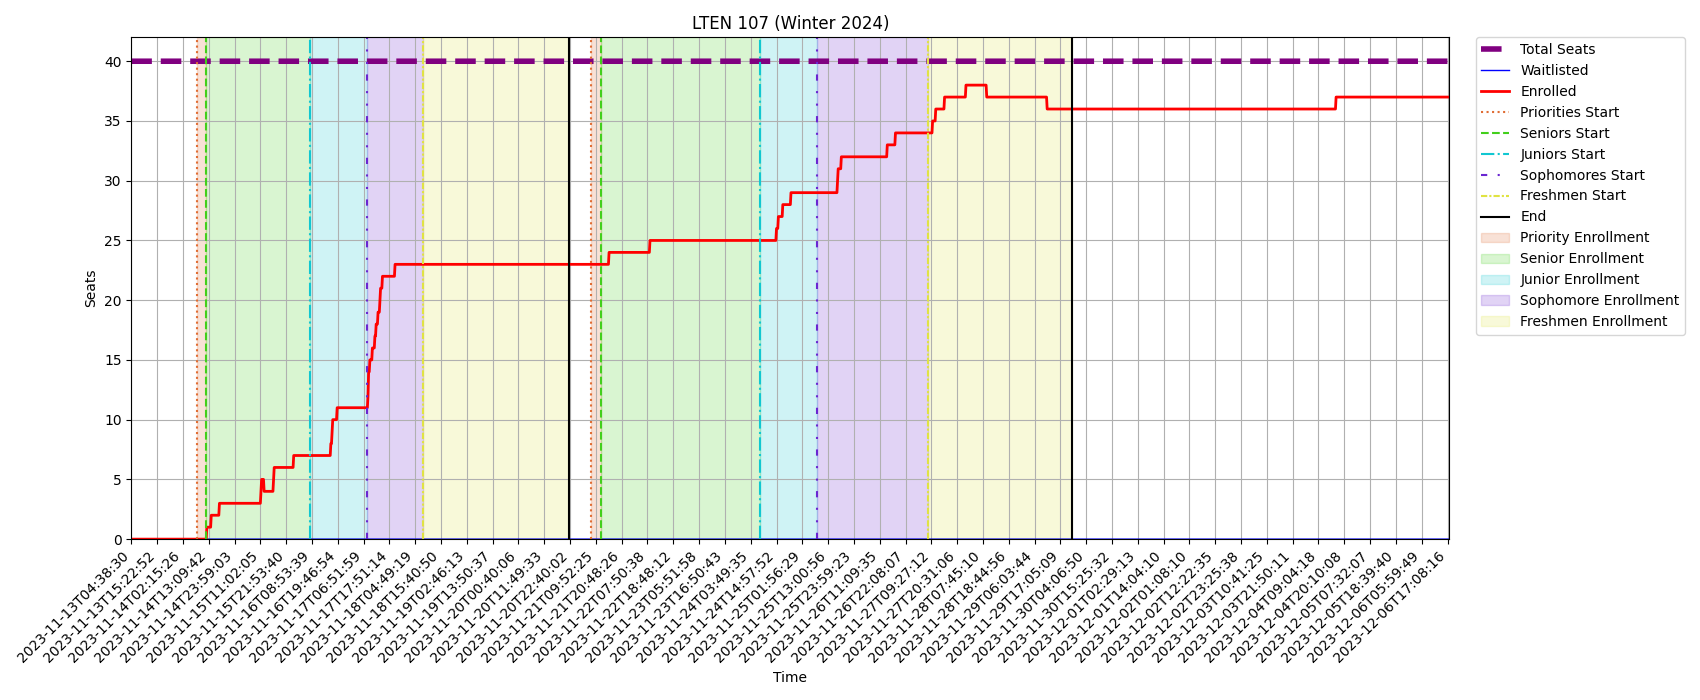 LTEN 107 (Winter 2024)
40
35
30
25
20
15
10
5
0
Seats
2023-11-13T04:38:30
2023-11-13T15:22:52
2023-11-14T02:15:26
2023-11-14T13:09:42
2023-11-14T23:59:03
2023-11-15T11:02:05
2023-11-15T21:53:40
2023-11-16T08:53:39
2023-11-16T19:46:54
2023-11-17T06:51:59
2023-11-17T17:51:14
2023-11-18T04:49:19
2023-11-18T15:40:50
2023-11-19T02:46:13
2023-11-19T13:50:37
2023-11-20T00:40:06
2023-11-20T11:49:33
2023-11-20T22:40:02
2023-11-21T09:52:25
2023-11-21T20:48:26
2023-11-22T07:50:38
2023-11-22T18:48:12
2023-11-23T05:51:58
2023-11-23T16:50:43
2023-11-24T03:49:35
2023-11-24T14:57:52
2023-11-25T01:56:29
2023-11-25T13:00:56
2023-11-25T23:59:23
2023-11-26T11:09:35
2023-11-26T22:08:07
2023-11-27T09:27:12
2023-11-27T20:31:06
2023-11-28T07:45:10
2023-11-28T18:44:56
2023-11-29T06:03:44
2023-11-29T17:05:09
2023-11-30T04:06:50
2023-11-30T15:25:32
2023-12-01T02:29:13
2023-12-01T14:04:10
2023-12-02T01:08:10
2023-12-02T12:22:35
2023-12-02T23:25:38
2023-12-03T10:41:25
2023-12-03T21:50:11
2023-12-04T09:04:18
2023-12-04T20:10:08
2023-12-05T07:32:07
2023-12-05T18:39:40
2023-12-06T05:59:49
2023-12-06T17:08:16
Time
Total Seats
Waitlisted
Enrolled
Priorities Start
Seniors Start
Juniors Start
Sophomores Start
Freshmen Start
End
Priority Enrollment
Senior Enrollment
Junior Enrollment
Sophomore Enrollment
Freshmen Enrollment